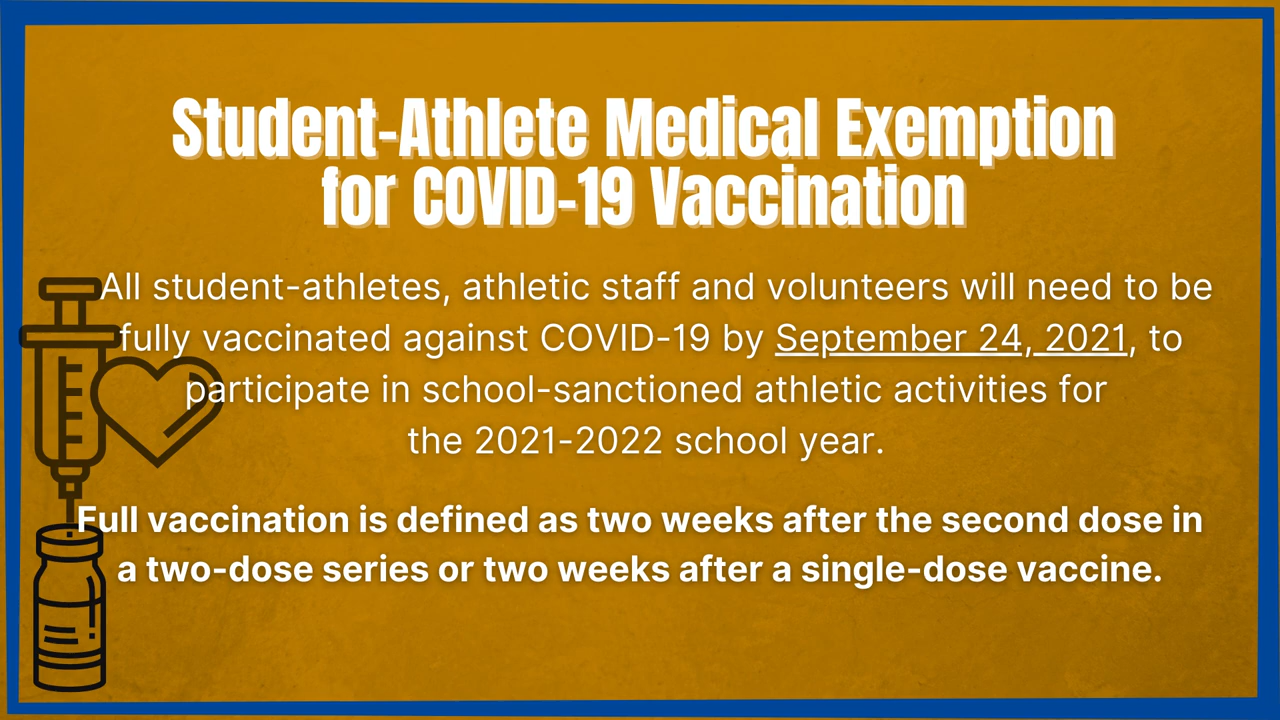 Student-Athlete Medical Exemption
for COVID-19 Vaccination
All student-athletes, athletic staff and volunteers will need to be
fully vaccinated against COVID-19 by September 24, 2021, to
participate in school-sanctioned athletic activities for
the 2021-2022 school year.
Full vaccination is defined as two weeks after the second dose in
a two-dose series or two weeks after a single-dose vaccine.